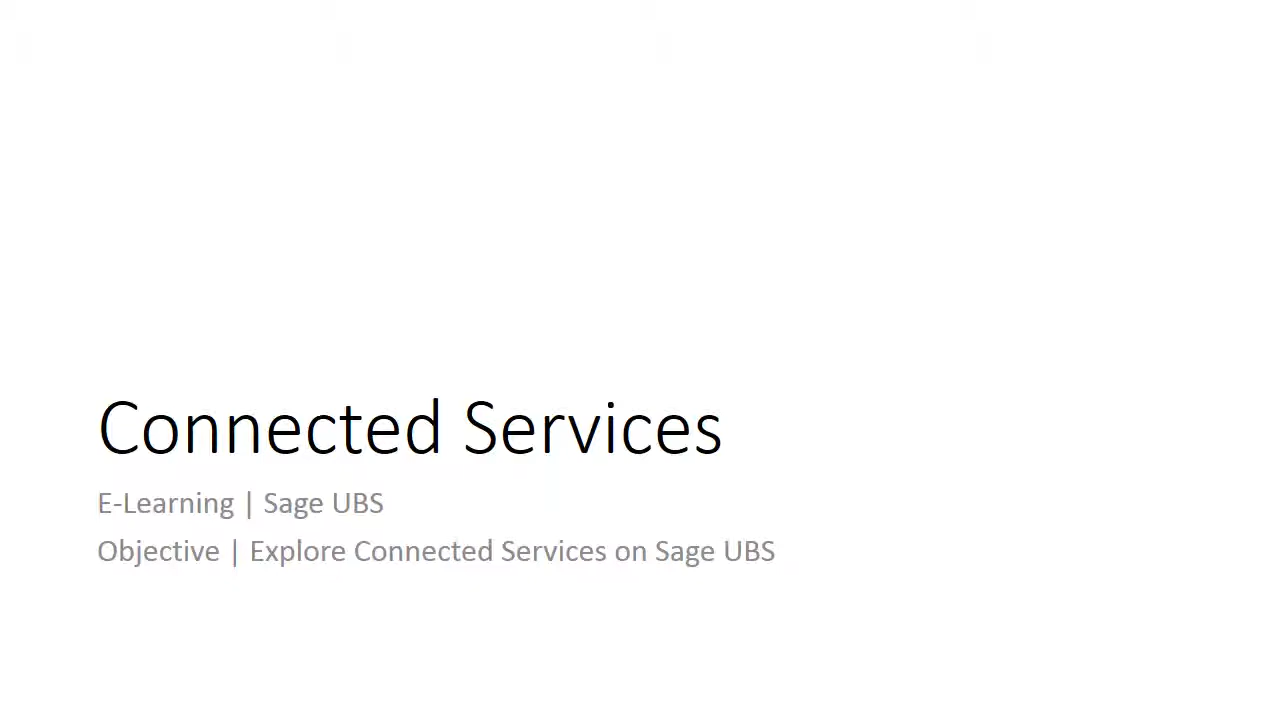 Connected Services
E-Learning | Sage UBS
Objective | Explore Connected Services on Sage UBS